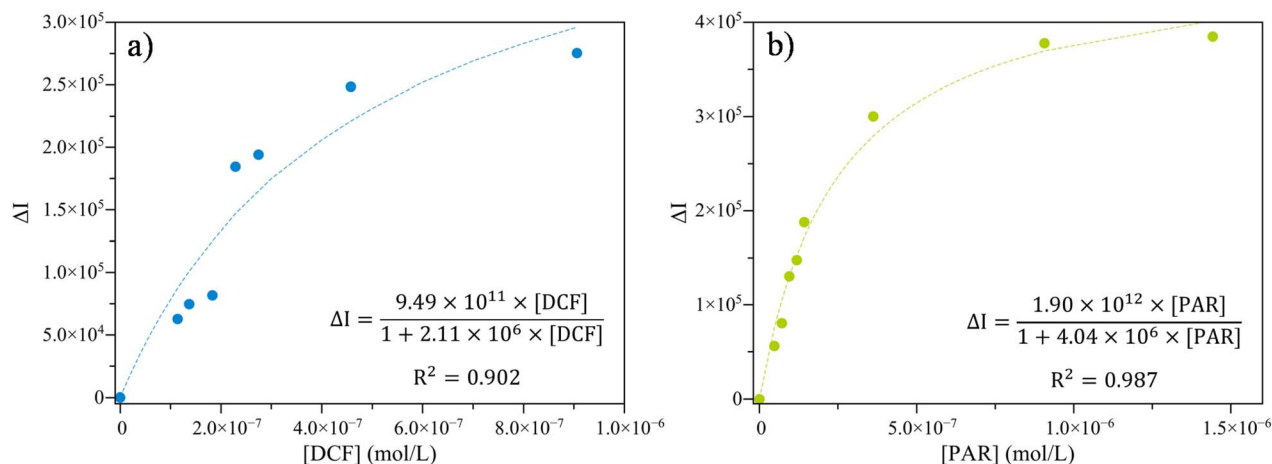 a)
3.0×10⁵
2.5×10⁵
2.0×10⁵
1.5×10⁵
1.0×10⁵
5.0×10⁴
0
ΔI
0
2.0×10⁻⁷
4.0×10⁻⁷
6.0×10⁻⁷
8.0×10⁻⁷
1.0×10⁻⁶
[DCF] (mol/L)
ΔI = 9.49 × 10¹¹ × [DCF] / 1 + 2.11 × 10⁶ × [DCF]
R² = 0.902
b)
4×10⁵
3×10⁵
2×10⁵
1×10⁵
0
ΔI
0
5.0×10⁻⁷
1.0×10⁻⁶
1.5×10⁻⁶
[PAR] (mol/L)
ΔI = 1.90 × 10¹² × [PAR] / 1 + 4.04 × 10⁶ × [PAR]
R² = 0.987